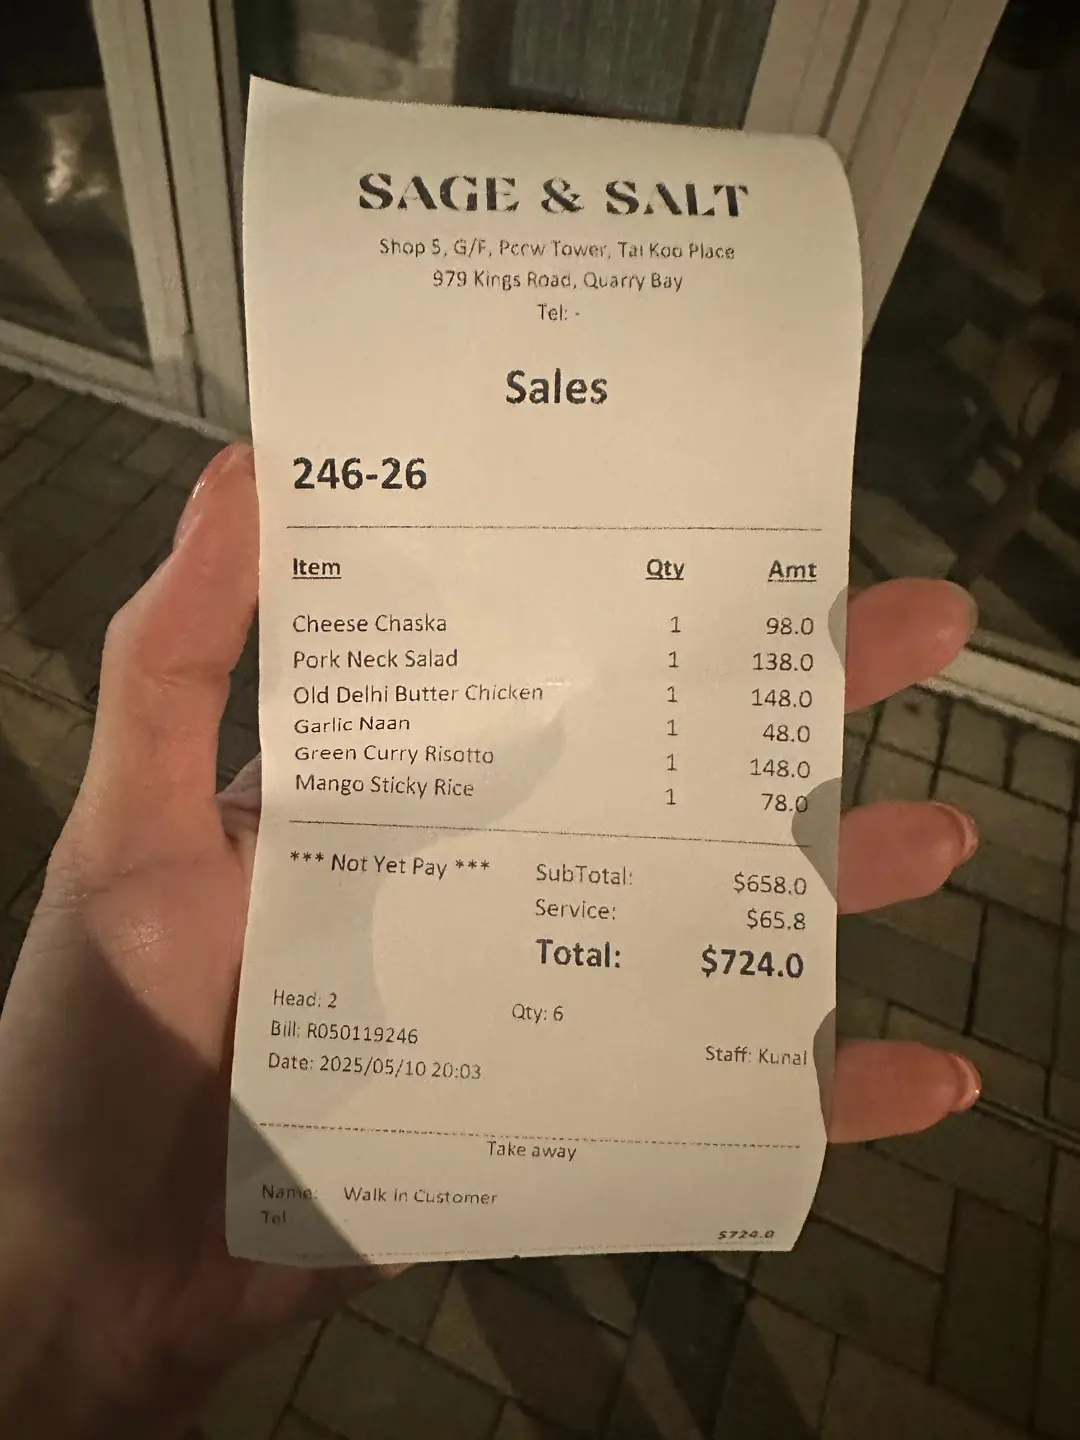 SAGE & SALT
Shop 5, G/F, Pccw Tower, Tai Koo Place
979 Kings Road, Quarry Bay
Tel: -
Sales
246-26
Item Qty Amt
Cheese Chaska 1 98.0
Pork Neck Salad 1 138.0
Old Delhi Butter Chicken 1 148.0
Garlic Naan 1 48.0
Green Curry Risotto 1 148.0
Mango Sticky Rice 1 78.0
*** Not Yet Pay *** SubTotal: $658.0
Service: $65.8
Total: $724.0
Head: 2 Qty: 6
Bill: R050119246
Staff: Kunal
Date: 2025/05/10 20:03
Take away
Name: Walk In Customer
Tel
$724.0